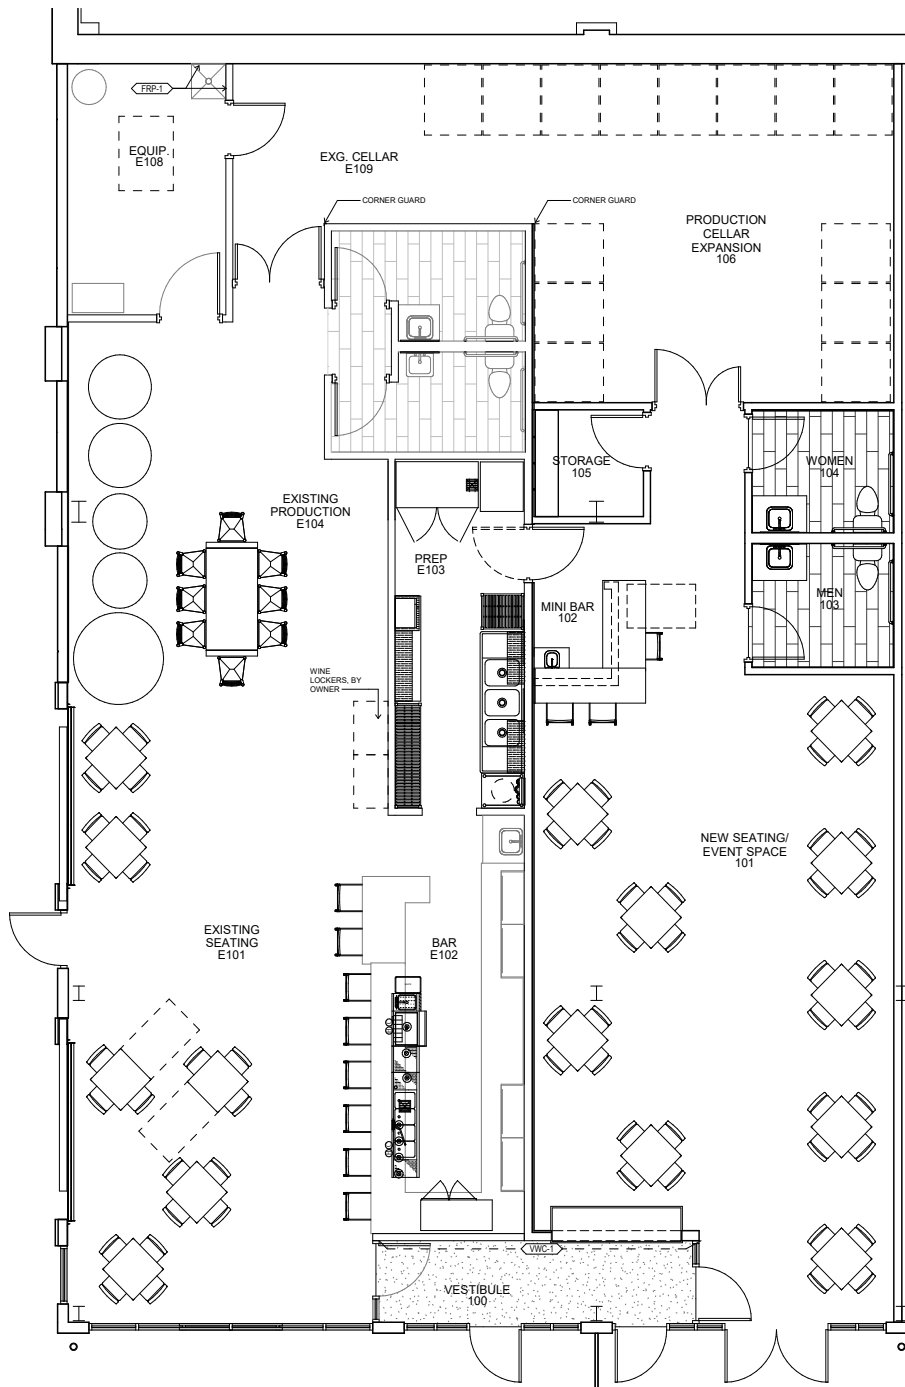 FRP-1
EQUIP.
E108
EXG. CELLAR
E109
CORNER GUARD
CORNER GUARD
PRODUCTION
CELLAR
EXPANSION
106
STORAGE
105
WOMEN
104
EXISTING
PRODUCTION
E104
PREP
E103
MINI BAR
102
MEN
103
WINE
LOCKERS, BY
OWNER
NEW SEATING/
EVENT SPACE
101
EXISTING
SEATING
E101
BAR
E102
VWC-1
VESTIBULE
100